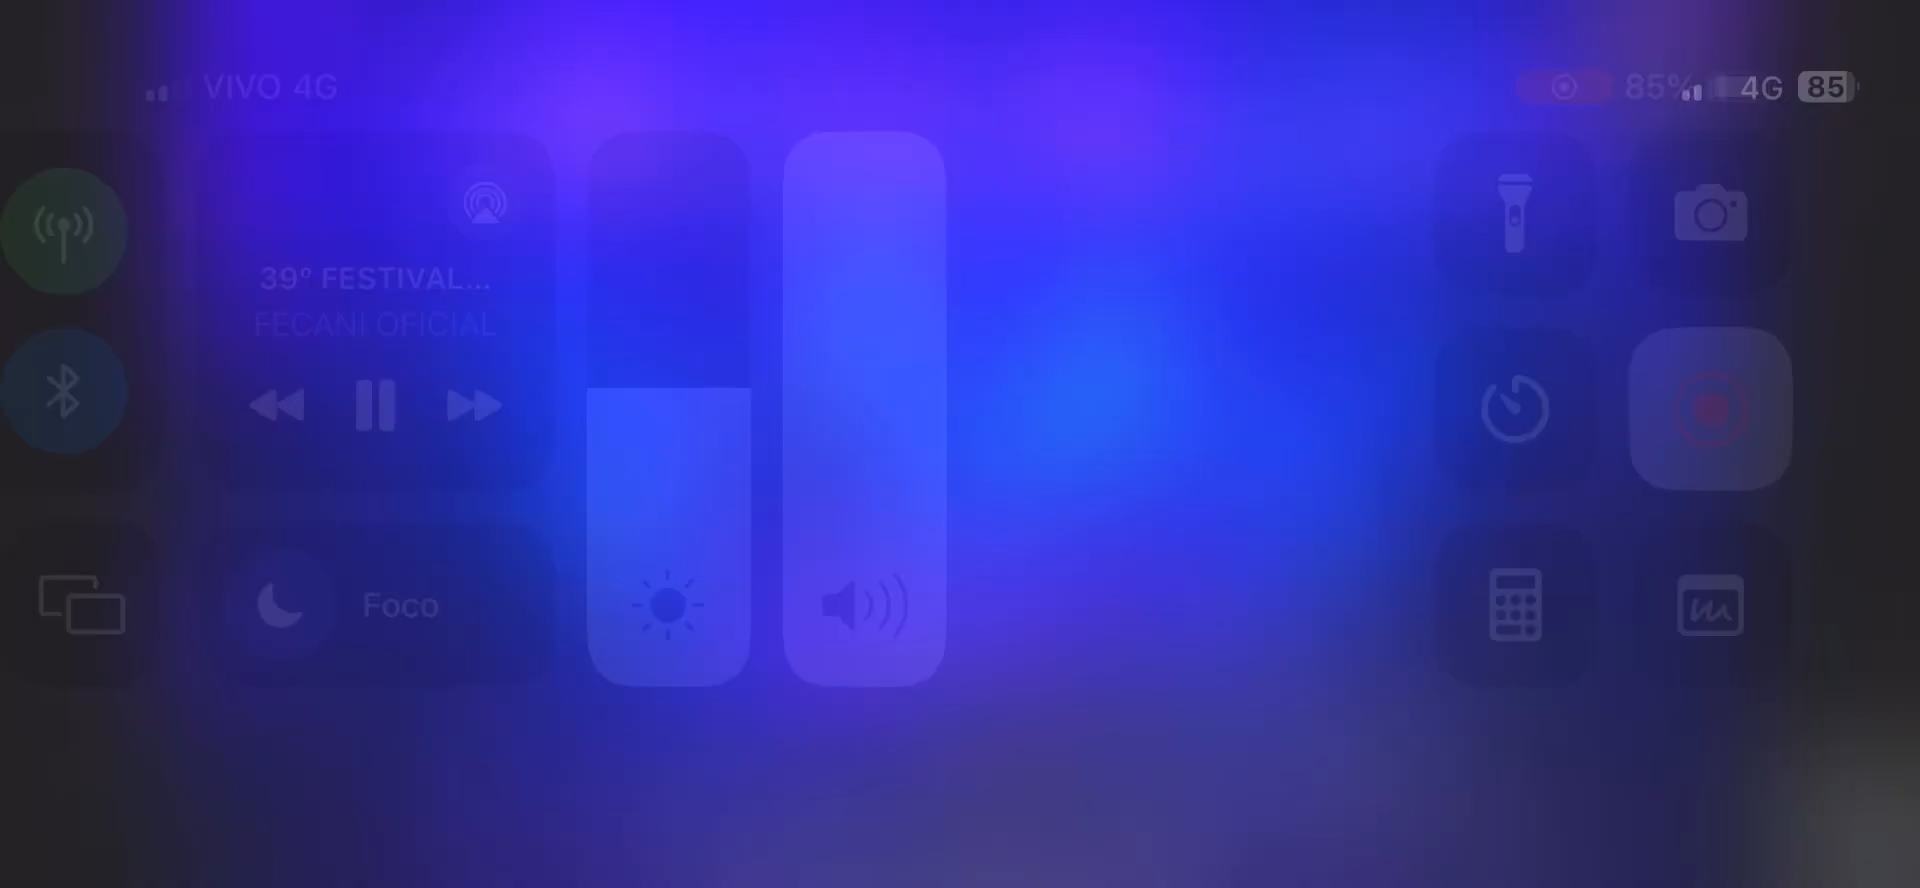 VIVO 4G
85%
4G 85
39º FESTIVAL...
FECANI OFICIAL
Foco